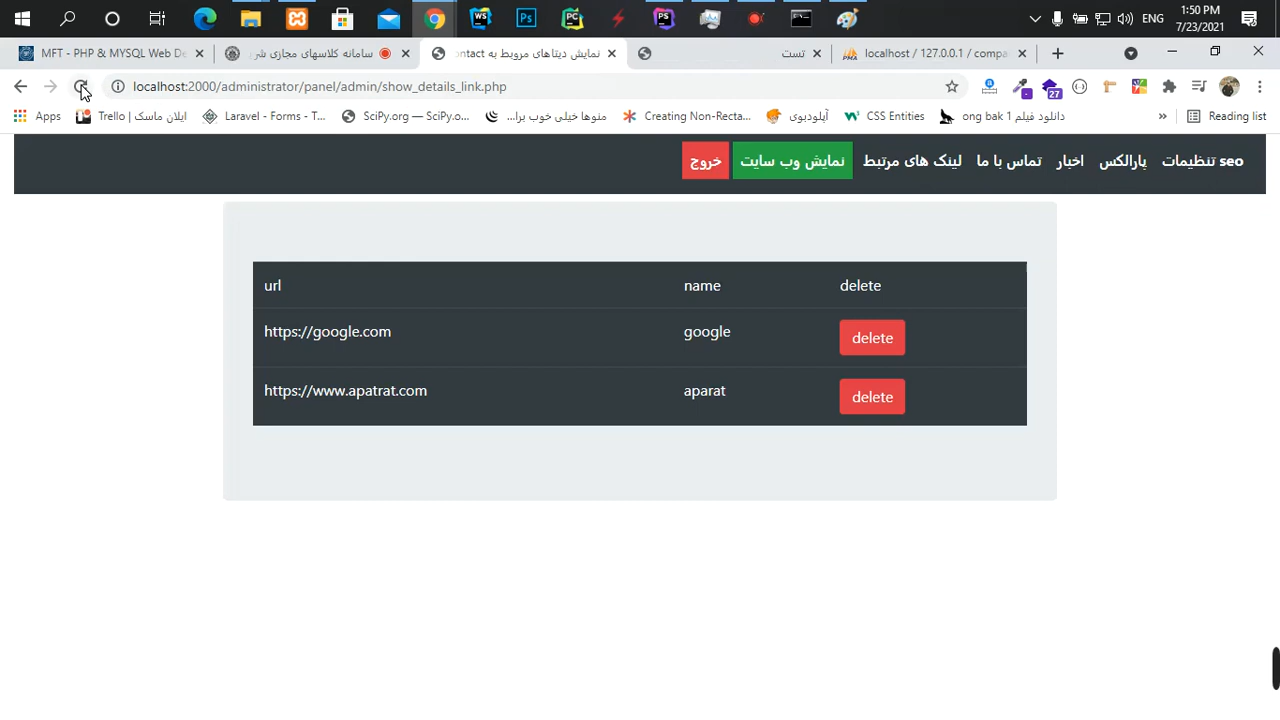 1:50 PM
ENG
7/23/2021
MFT - PHP & MYSQL Web De
سامانه کلاسهای مجازی شر
نمایش دیتاهای مربوط به ontact
تست
localhost / 127.0.0.1 / compa
localhost:2000/administrator/panel/admin/show_details_link.php
27
Apps
Trello | ایلان ماسک
Laravel - Forms - T...
SciPy.org — SciPy.o...
منوها خیلی خوب برا...
Creating Non-Recta...
آپلودبوی
CSS Entities
دانلود فیلم ong bak 1
»
Reading list
seo تنظیمات
پارالکس
اخبار
تماس با ما
لینک های مرتبط
نمایش وب سایت
خروج
url name delete
https://google.com google delete
https://www.apatrat.com aparat delete